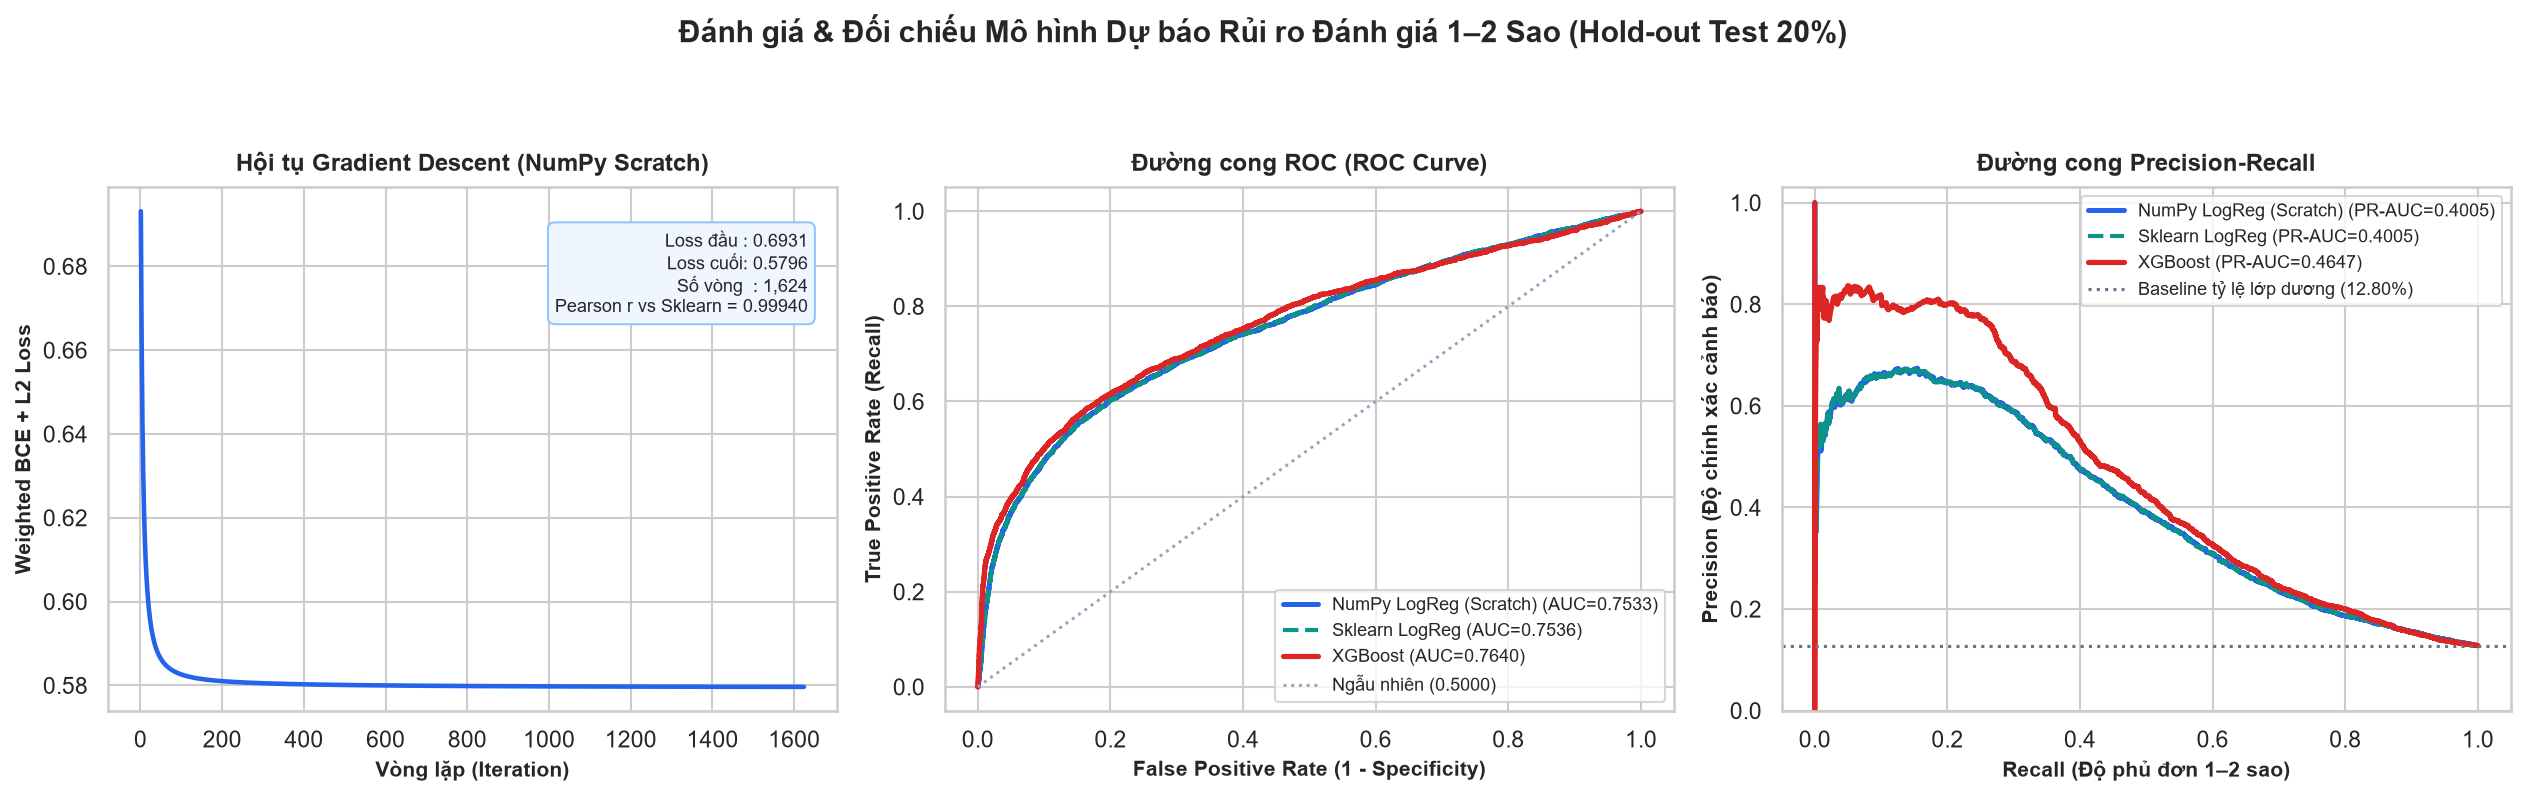 Đánh giá & Đối chiếu Mô hình Dự báo Rủi ro Đánh giá 1–2 Sao (Hold-out Test 20%)
Hội tụ Gradient Descent (NumPy Scratch)
Weighted BCE + L2 Loss
0.68
0.66
0.64
0.62
0.60
0.58
Loss đầu : 0.6931
Loss cuối: 0.5796
Số vòng : 1,624
Pearson r vs Sklearn = 0.99940
0 200 400 600 800 1000 1200 1400 1600
Vòng lặp (Iteration)
Đường cong ROC (ROC Curve)
True Positive Rate (Recall)
1.0
0.8
0.6
0.4
0.2
0.0
NumPy LogReg (Scratch) (AUC=0.7533)
Sklearn LogReg (AUC=0.7536)
XGBoost (AUC=0.7640)
Ngẫu nhiên (0.5000)
0.0 0.2 0.4 0.6 0.8 1.0
False Positive Rate (1 - Specificity)
Đường cong Precision-Recall
Precision (Độ chính xác cảnh báo)
1.0
0.8
0.6
0.4
0.2
0.0
NumPy LogReg (Scratch) (PR-AUC=0.4005)
Sklearn LogReg (PR-AUC=0.4005)
XGBoost (PR-AUC=0.4647)
Baseline tỷ lệ lớp dương (12.80%)
0.0 0.2 0.4 0.6 0.8 1.0
Recall (Độ phủ đơn 1–2 sao)